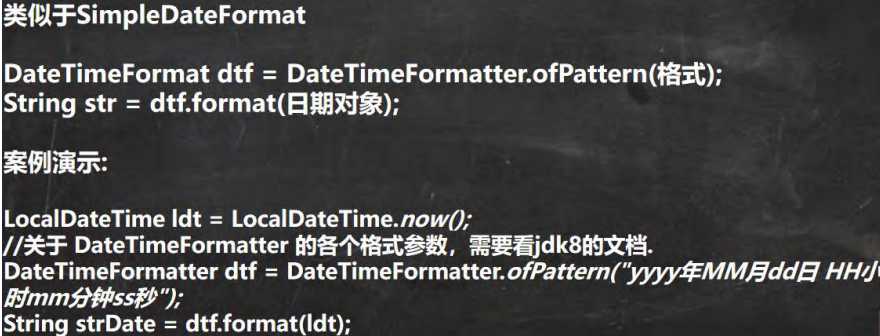 类似于SimpleDateFormat
DateTimeFormat dtf = DateTimeFormatter.ofPattern(格式);
String str = dtf.format(日期对象);
案例演示:
LocalDateTime ldt = LocalDateTime.now();
//关于 DateTimeFormatter 的各个格式参数，需要看jdk8的文档.
DateTimeFormatter dtf = DateTimeFormatter.ofPattern("yyyy年MM月dd日 HH小
时mm分钟ss秒");
String strDate = dtf.format(ldt);